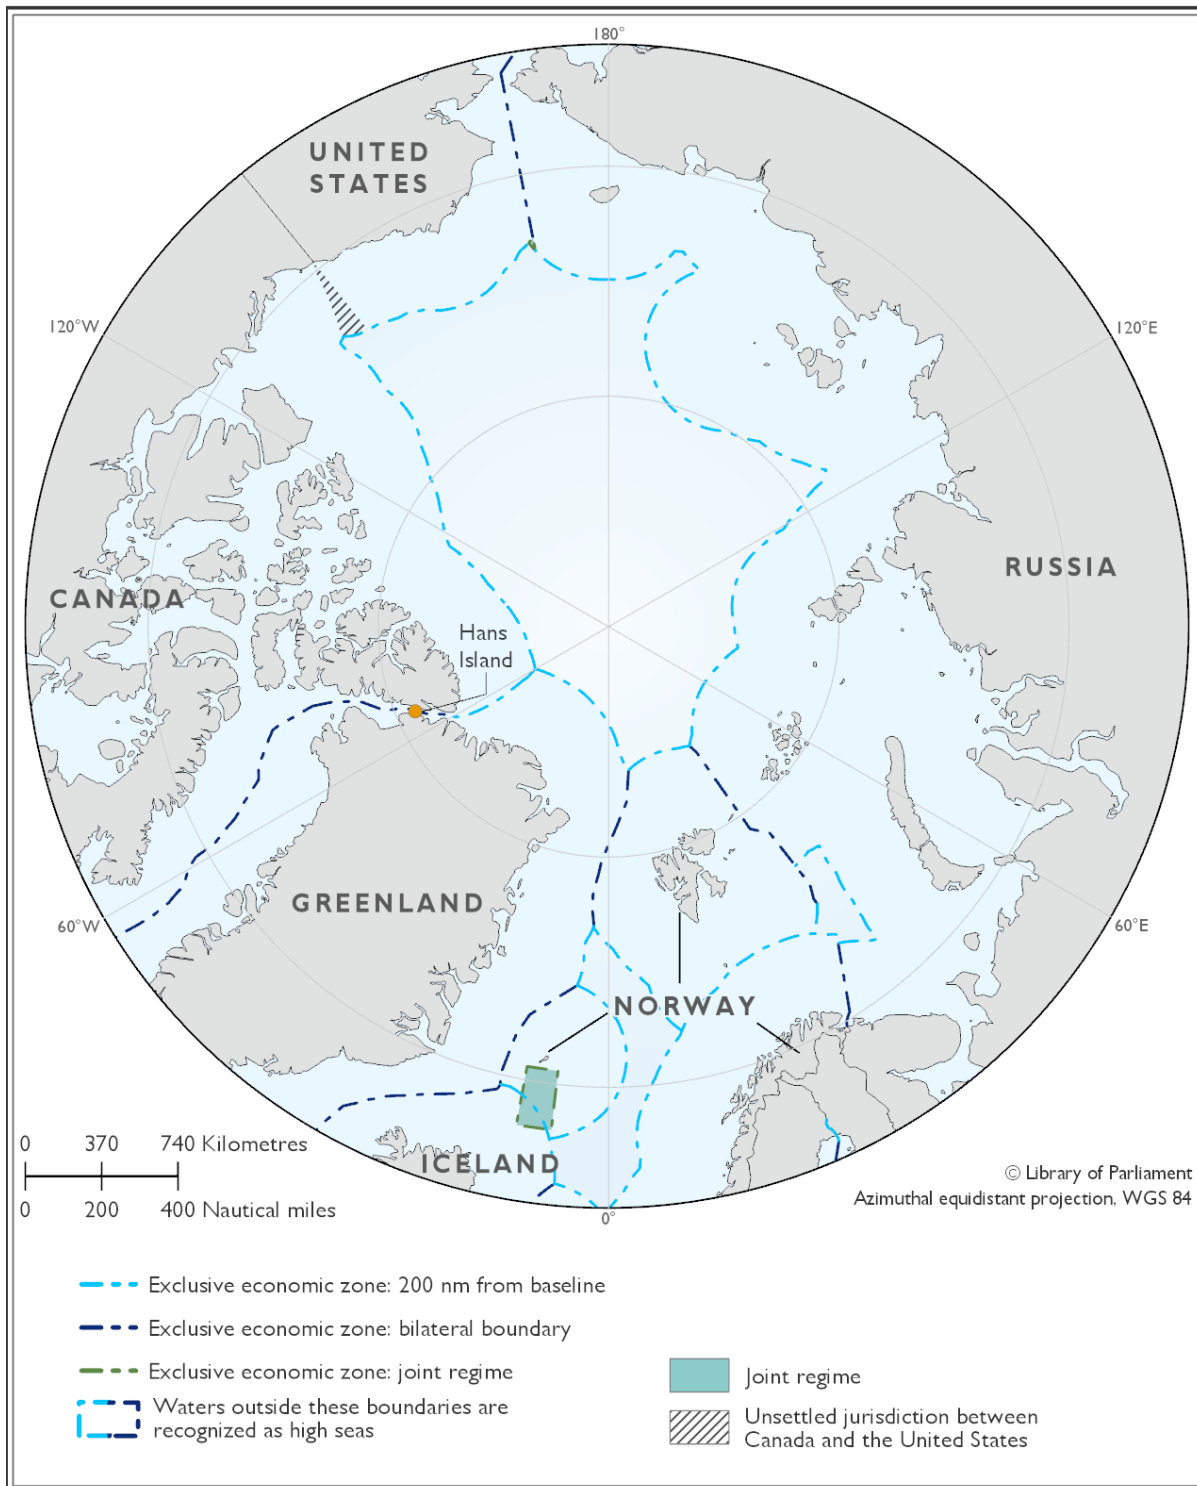 180°
UNITED
STATES
120°W
120°E
RUSSIA
CANADA
Hans
Island
GREENLAND
60°W
60°E
NORWAY
0 370 740 Kilometres
ICELAND
0 200 400 Nautical miles
© Library of Parliament
Azimuthal equidistant projection, WGS 84
0°
Exclusive economic zone: 200 nm from baseline
Exclusive economic zone: bilateral boundary
Exclusive economic zone: joint regime
Waters outside these boundaries are
recognized as high seas
Joint regime
Unsettled jurisdiction between
Canada and the United States